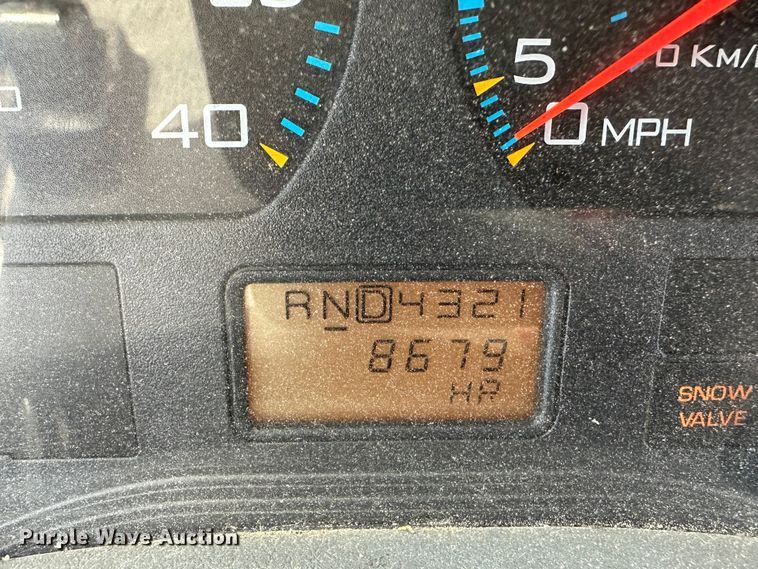 40
5
0 KM/
0 MPH
RND4321
8679
HR
SNOW
VALVE
Purple Wave Auction